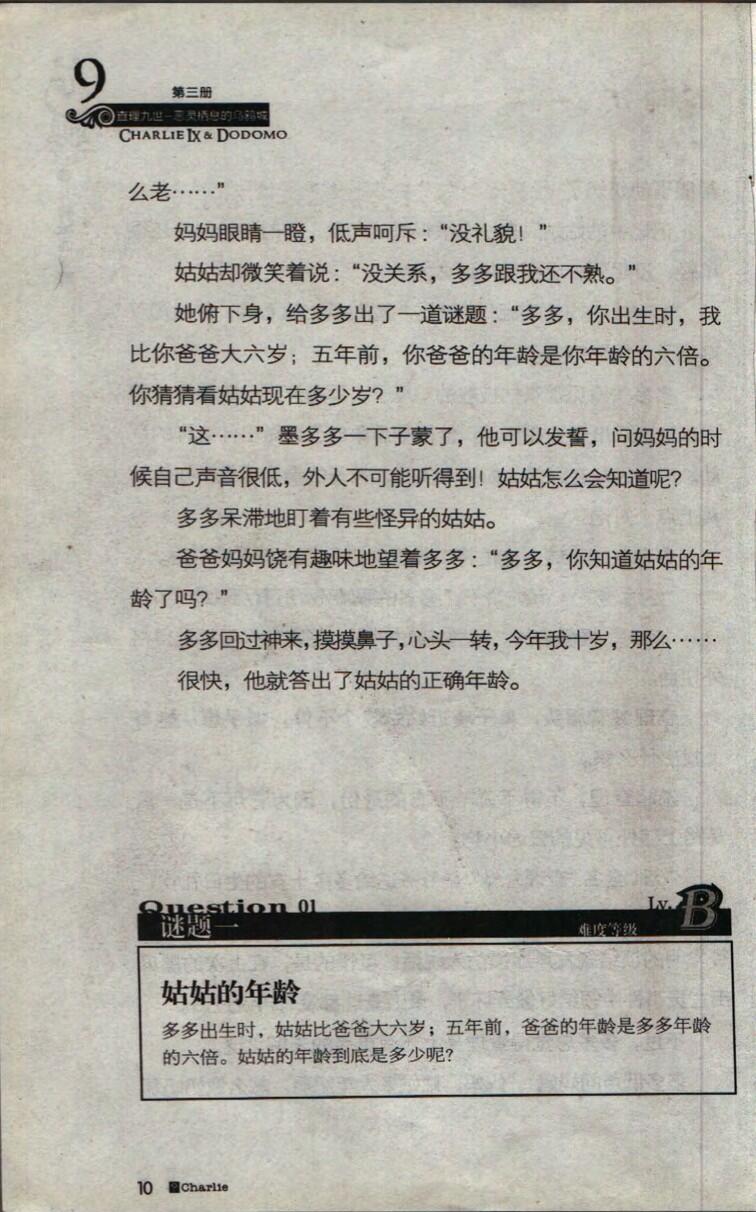 9
第三册
查理九世—恶灵栖息的乌鸦城
CHARLIE IX & DODOMO
么老……”
妈妈眼睛一瞪，低声呵斥：“没礼貌！”
姑姑却微笑着说：“没关系，多多跟我还不熟。”
她俯下身，给多多出了一道谜题：“多多，你出生时，我
比你爸爸大六岁；五年前，你爸爸的年龄是你年龄的六倍。
你猜猜看姑姑现在多少岁？”
“这……”墨多多一下子蒙了，他可以发誓，问妈妈的时
候自己声音很低，外人不可能听得到！姑姑怎么会知道呢？
多多呆滞地盯着有些怪异的姑姑。
爸爸妈妈饶有趣味地望着多多：“多多，你知道姑姑的年
龄了吗？”
多多回过神来，摸摸鼻子，心头一转，今年我十岁，那么……
很快，他就答出了姑姑的正确年龄。
Question 01
Lv. B
谜题一
难度等级
姑姑的年龄
多多出生时，姑姑比爸爸大六岁；五年前，爸爸的年龄是多多年龄
的六倍。姑姑的年龄到底是多少呢？
10 Charlie